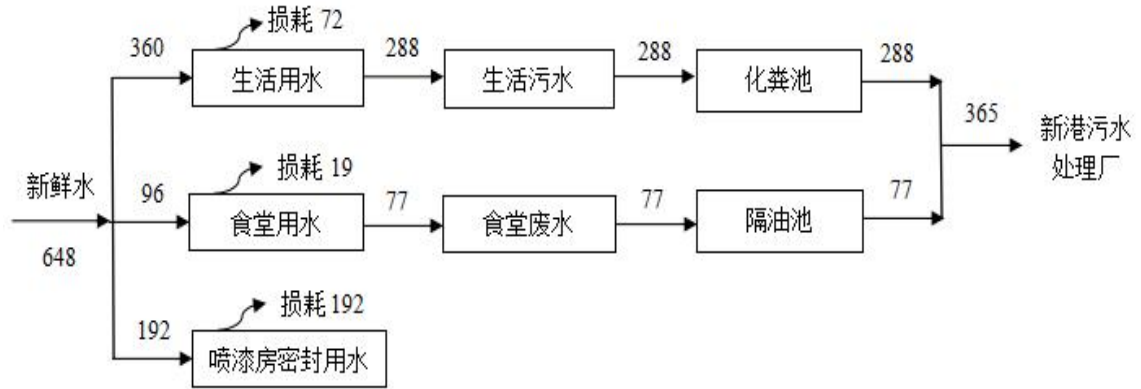 损耗 72
360
生活用水
288
生活污水
288
化粪池
288
365
新港污水
处理厂
新鲜水
648
损耗 19
96
食堂用水
77
食堂废水
77
隔油池
77
损耗 192
192
喷漆房密封用水